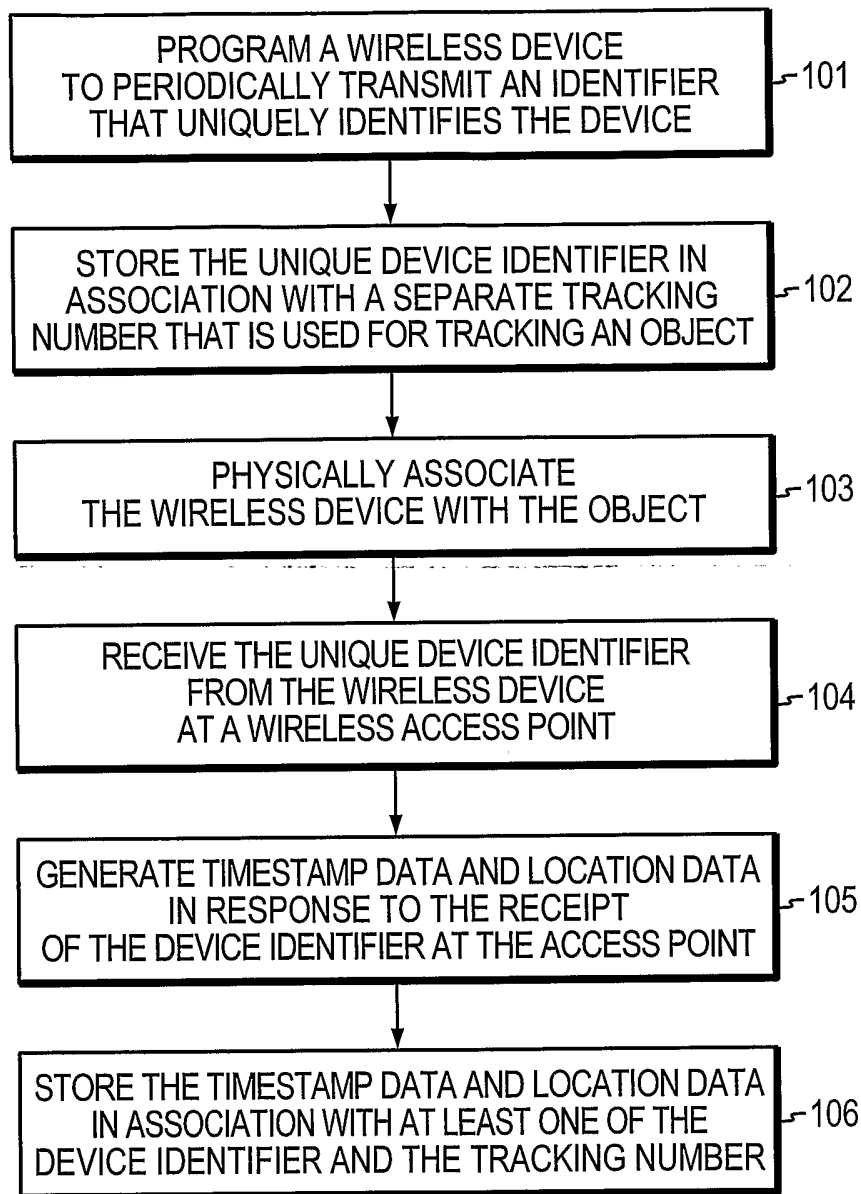 PROGRAM A WIRELESS DEVICE
TO PERIODICALLY TRANSMIT AN IDENTIFIER
THAT UNIQUELY IDENTIFIES THE DEVICE
101
STORE THE UNIQUE DEVICE IDENTIFIER IN
ASSOCIATION WITH A SEPARATE TRACKING
NUMBER THAT IS USED FOR TRACKING AN OBJECT
102
PHYSICALLY ASSOCIATE
THE WIRELESS DEVICE WITH THE OBJECT
103
RECEIVE THE UNIQUE DEVICE IDENTIFIER
FROM THE WIRELESS DEVICE
AT A WIRELESS ACCESS POINT
104
GENERATE TIMESTAMP DATA AND LOCATION DATA
IN RESPONSE TO THE RECEIPT
OF THE DEVICE IDENTIFIER AT THE ACCESS POINT
105
STORE THE TIMESTAMP DATA AND LOCATION DATA
IN ASSOCIATION WITH AT LEAST ONE OF THE
DEVICE IDENTIFIER AND THE TRACKING NUMBER
106